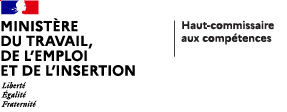 MINISTÈRE
DU TRAVAIL,
DE L'EMPLOI
ET DE L'INSERTION
Liberté
Égalité
Fraternité
Haut-commissaire
aux compétences